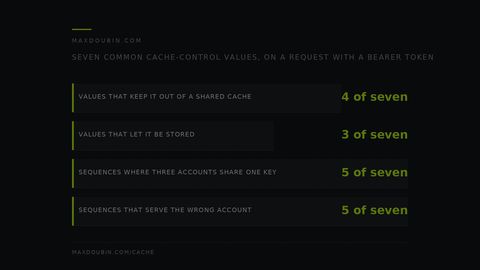 MAXDOUBIN.COM
SEVEN COMMON CACHE-CONTROL VALUES, ON A REQUEST WITH A BEARER TOKEN
VALUES THAT KEEP IT OUT OF A SHARED CACHE 4 of seven
VALUES THAT LET IT BE STORED 3 of seven
SEQUENCES WHERE THREE ACCOUNTS SHARE ONE KEY 5 of seven
SEQUENCES THAT SERVE THE WRONG ACCOUNT 5 of seven
MAXDOUBIN.COM/CACHE